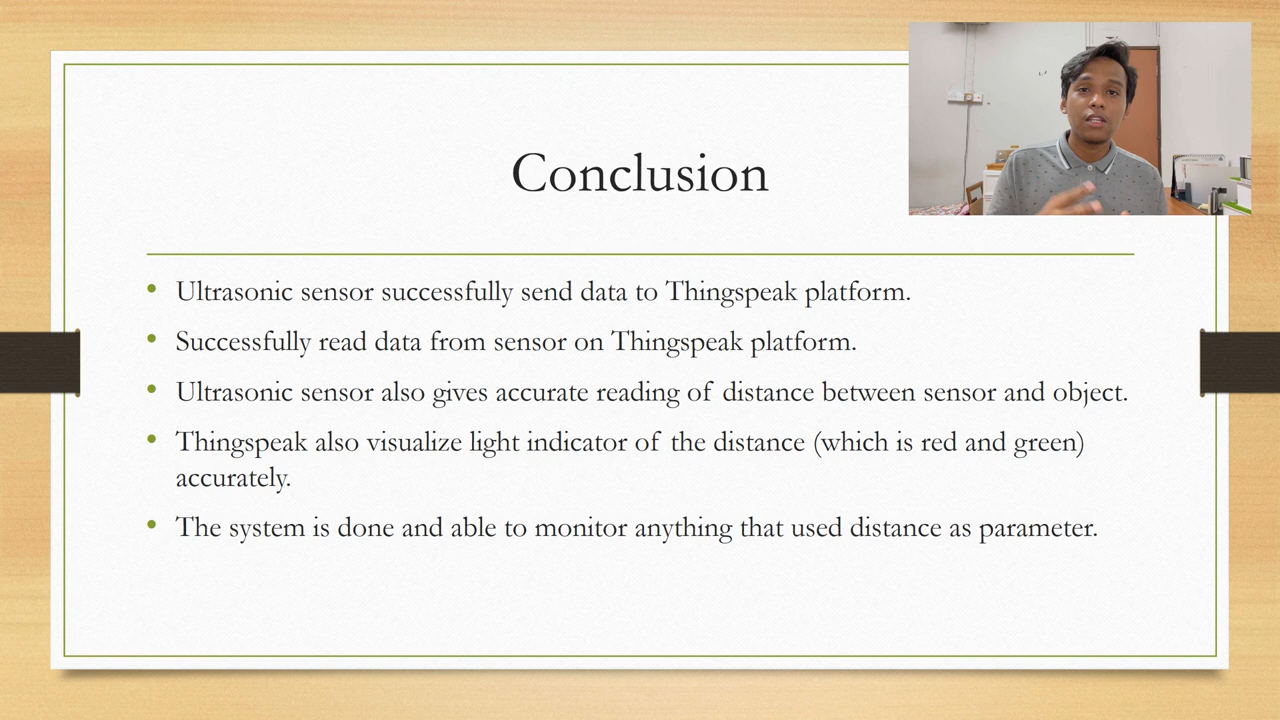 Conclusion
• Ultrasonic sensor successfully send data to Thingspeak platform.
• Successfully read data from sensor on Thingspeak platform.
• Ultrasonic sensor also gives accurate reading of distance between sensor and object.
• Thingspeak also visualize light indicator of the distance (which is red and green)
accurately.
• The system is done and able to monitor anything that used distance as parameter.